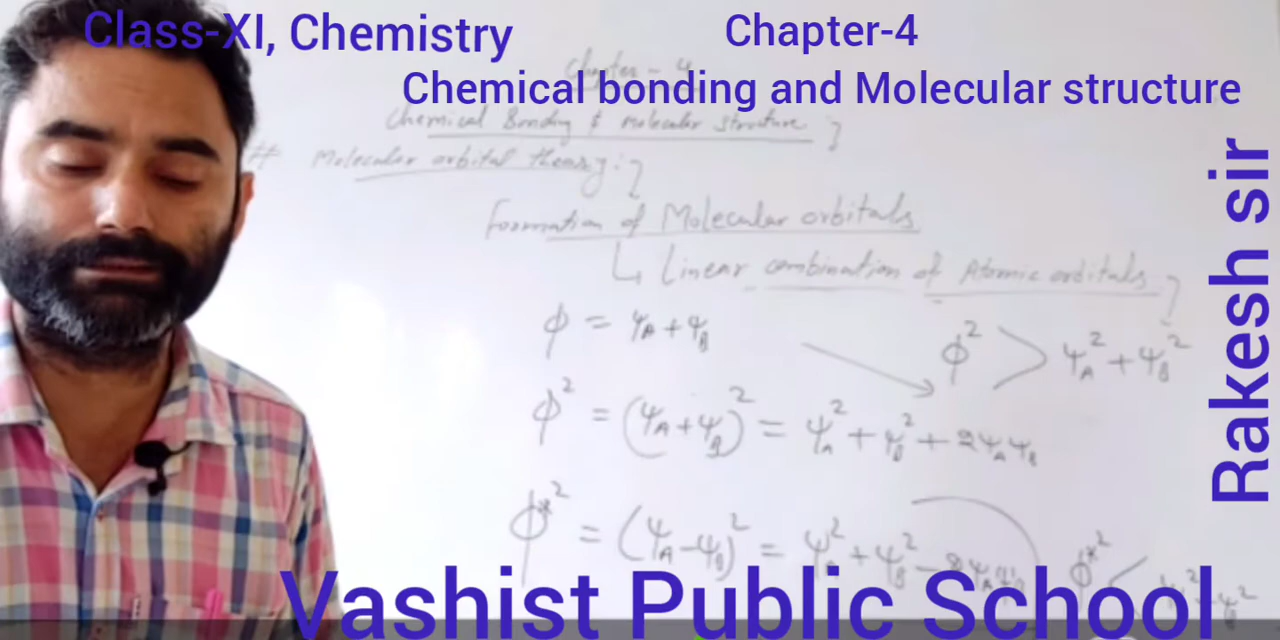 Class-XI, Chemistry
Chapter-4
Chemical bonding and Molecular structure
Chapter - 4
Chemical Bonding & Molecular Structure :
# Molecular orbital theory :
Formation of Molecular orbitals
↳ Linear combination of Atomic orbitals
ϕ = ψA + ψB
ϕ² > ψA² + ψB²
ϕ² = (ψA + ψB)² = ψA² + ψB² + 2ψAψB
ϕ*² = (ψA - ψB)² = ψA² + ψB² - 2ψAψB
ϕ*² <
Rakesh sir
Vashist Public School